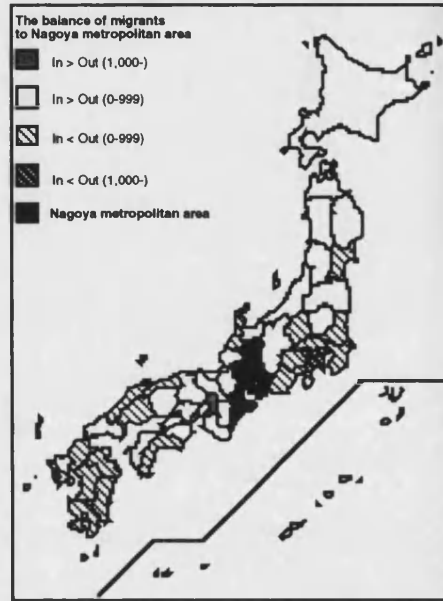 The balance of migrants
to Nagoya metropolitan area
In > Out (1,000-)
In > Out (0-999)
In < Out (0-999)
In < Out (1,000-)
Nagoya metropolitan area